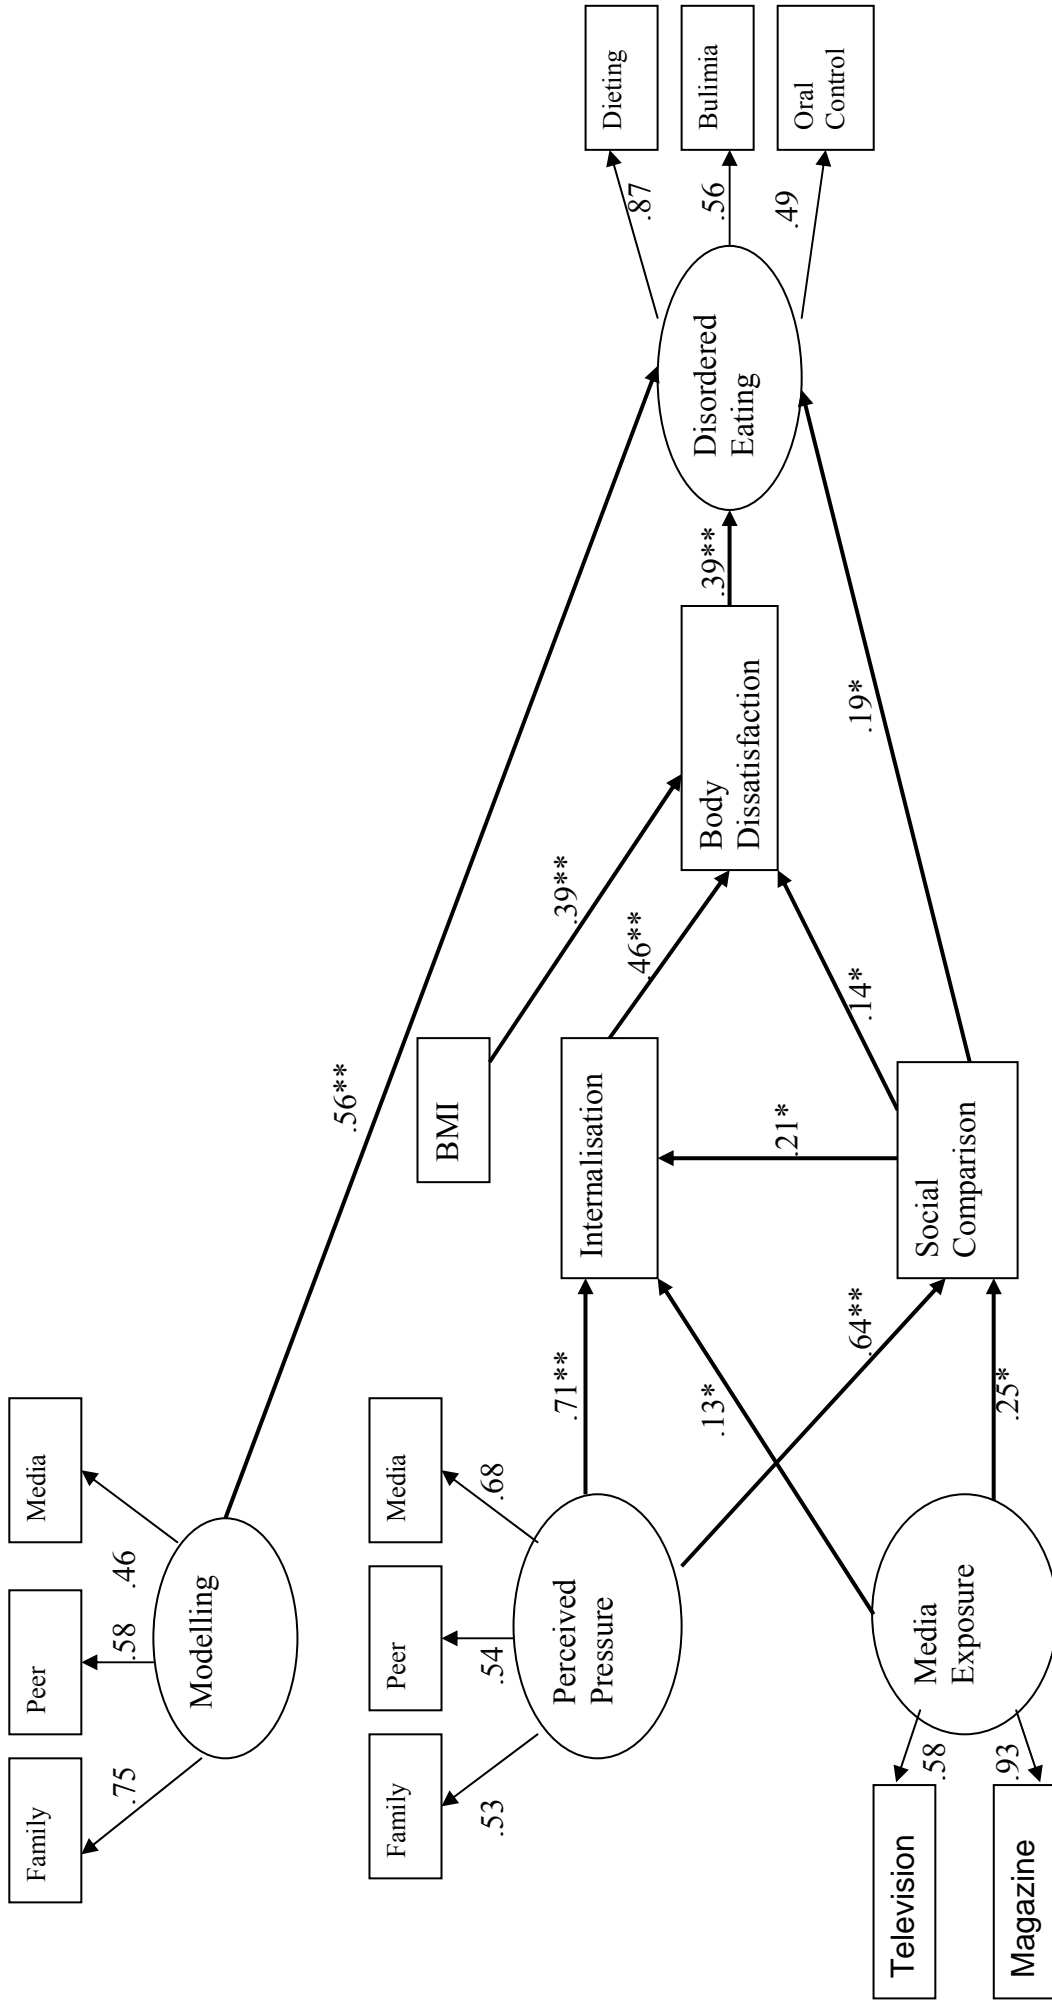 Family
Peer
Media
.75
.58
.46
Modelling
.56**
Family
Peer
Media
.53
.54
.68
Perceived
Pressure
.71**
.64**
BMI
.39**
Internalisation
.46**
.13*
.21*
Television
Magazine
.58
.93
Media
Exposure
.25*
Social
Comparison
.14*
.19*
Body
Dissatisfaction
.39**
Disordered
Eating
.87
.56
.49
Dieting
Bulimia
Oral
Control